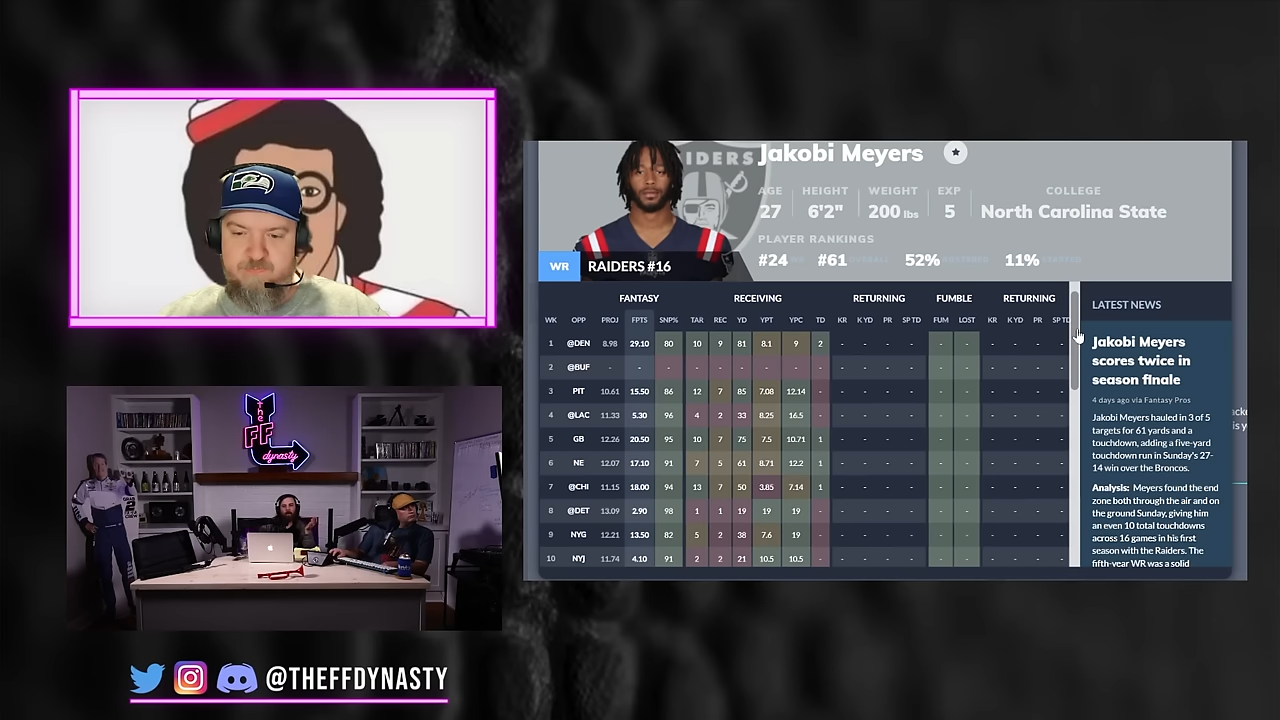 The
FF
dynasty
@THEFFDYNASTY
IDERS
Jakobi Meyers
AGE HEIGHT WEIGHT EXP COLLEGE
27 6'2" 200 lbs 5 North Carolina State
PLAYER RANKINGS
#24 #61 52% 11%
WR RAIDERS #16
FANTASY RECEIVING RETURNING FUMBLE RETURNING
WK OPP PROJ FPTS SNP% TAR REC YD YPT YPC TD KR K YD PR SP TD FUM LOST KR K YD PR SP TD
1 @DEN 8.98 29.10 80 10 9 81 8.1 9 2 - - - - - - - - - -
2 @BUF - - - - - - - - - - - - - - - - - - -
3 PIT 10.61 15.50 86 12 7 85 7.08 12.14 - - - - - - - - - - -
4 @LAC 11.33 5.30 96 4 2 33 8.25 16.5 - - - - - - - - - - -
5 GB 12.26 20.50 95 10 7 75 7.5 10.71 1 - - - - - - - - - -
6 NE 12.07 17.10 91 7 5 61 8.71 12.2 1 - - - - - - - - - -
7 @CHI 11.15 18.00 94 13 7 50 3.85 7.14 1 - - - - - - - - - -
8 @DET 13.09 2.90 98 1 1 19 19 19 - - - - - - - - - - -
9 NYG 12.21 13.50 82 5 2 38 7.6 19 - - - - - - - - - - -
10 NYJ 11.74 4.10 91 2 2 21 10.5 10.5 - - - - - - - - - - -
LATEST NEWS
Jakobi Meyers
scores twice in
season finale
4 days ago via Fantasy Pros
Jakobi Meyers hauled in 3 of 5
targets for 61 yards and a
touchdown, adding a five-yard
touchdown run in Sunday's 27-
14 win over the Broncos.
Analysis: Meyers found the end
zone both through the air and on
the ground Sunday, giving him
an even 10 total touchdowns
across 16 games in his first
season with the Raiders. The
fifth-year WR was a solid